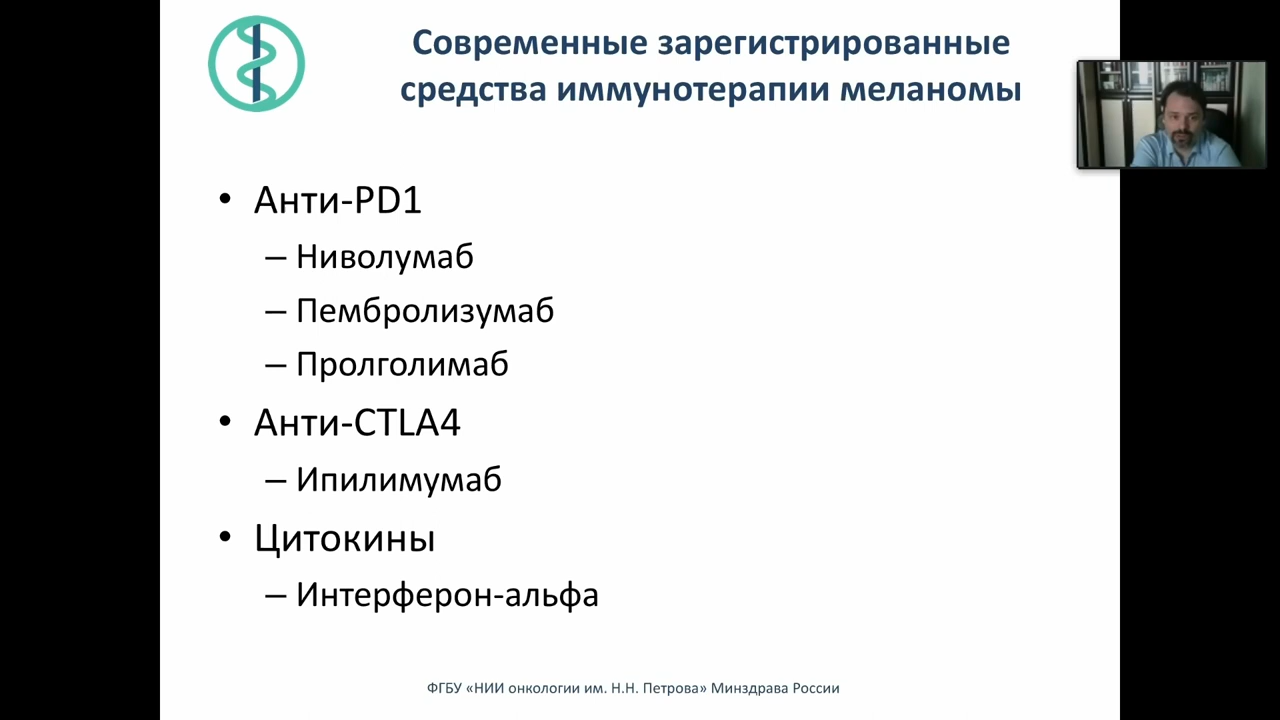 Современные зарегистрированные
средства иммунотерапии меланомы
• Анти-PD1
– Ниволумаб
– Пембролизумаб
– Пролголимаб
• Анти-CTLA4
– Ипилимумаб
• Цитокины
– Интерферон-альфа
ФГБУ «НИИ онкологии им. Н.Н. Петрова» Минздрава России